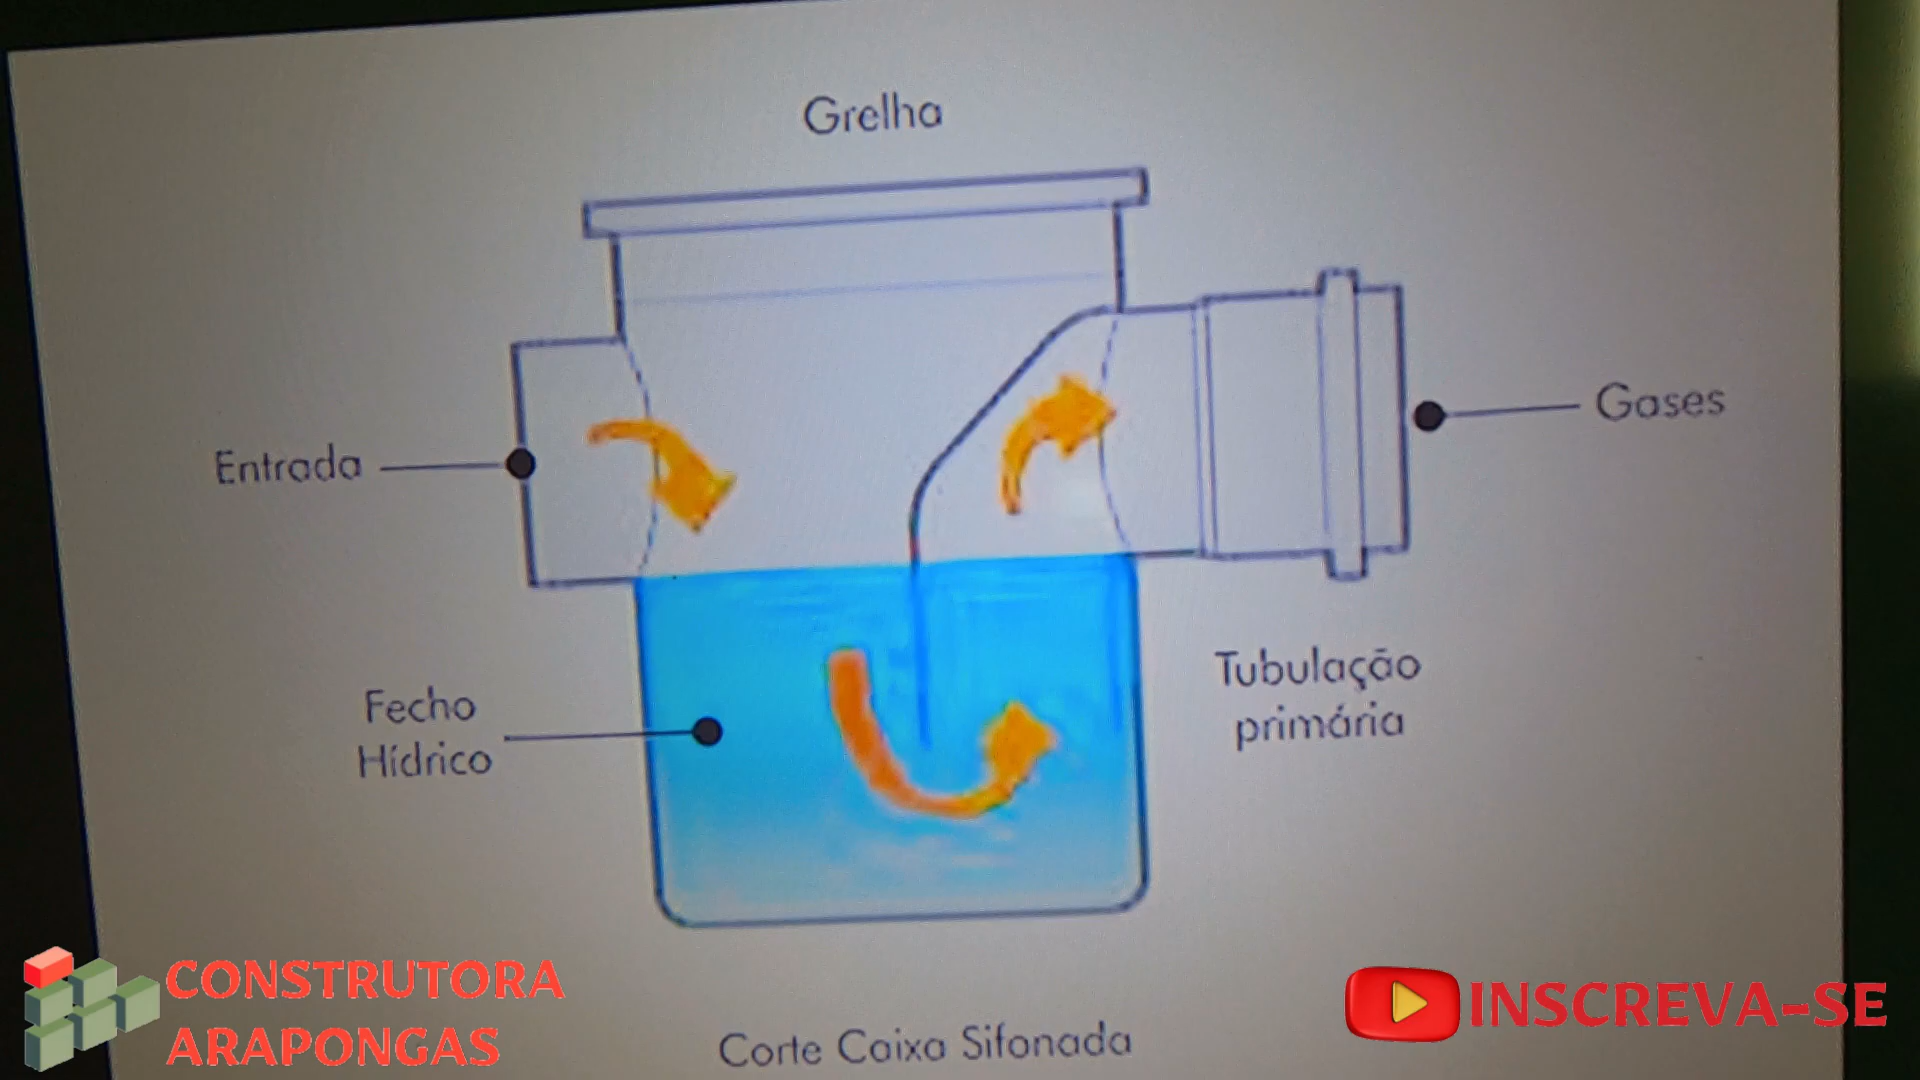 Grelha
Entrada
Gases
Fecho
Hídrico
Tubulação
primária
Corte Caixa Sifonada
CONSTRUTORA
ARAPONGAS
INSCREVA-SE